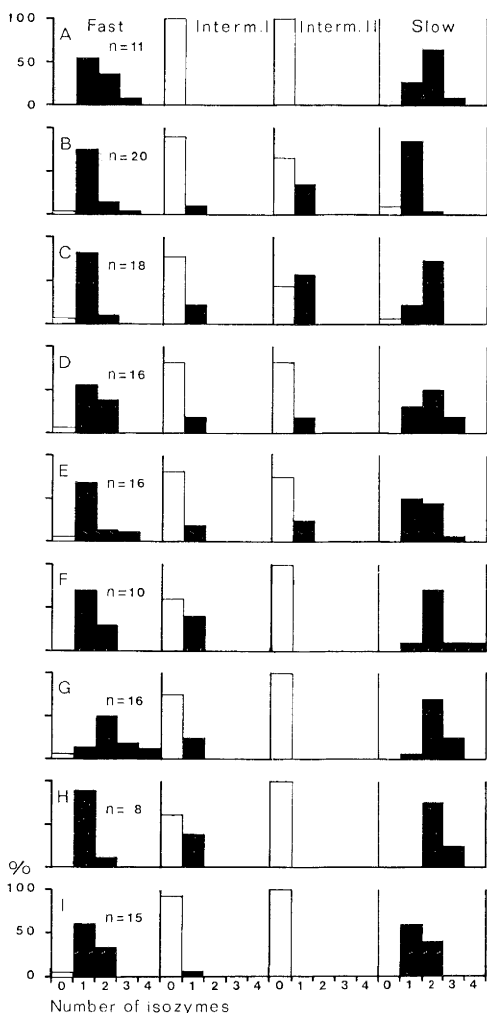 Fast Interm.I Interm.II Slow
100 A n=11
50
0
B n=20
C n=18
D n=16
E n=16
F n=10
G n=16
H n= 8
%
100 I n=15
50
0
0 1 2 3 4 0 1 2 3 4 0 1 2 3 4 0 1 2 3 4
Number of isozymes